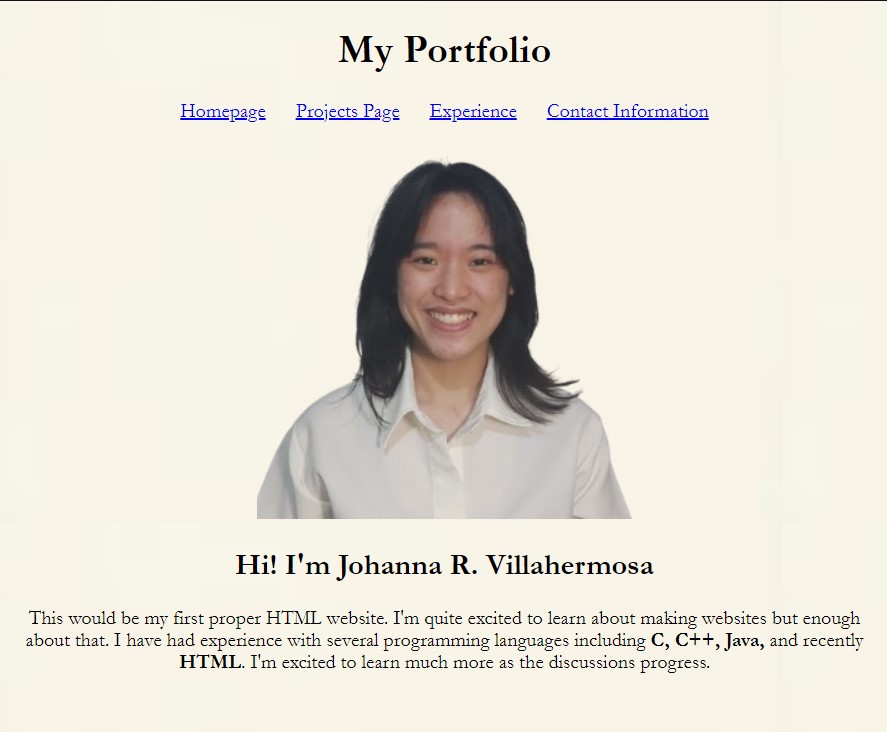 My Portfolio
Homepage Projects Page Experience Contact Information
Hi! I'm Johanna R. Villahermosa
This would be my first proper HTML website. I'm quite excited to learn about making websites but enough
about that. I have had experience with several programming languages including C, C++, Java, and recently
HTML. I'm excited to learn much more as the discussions progress.